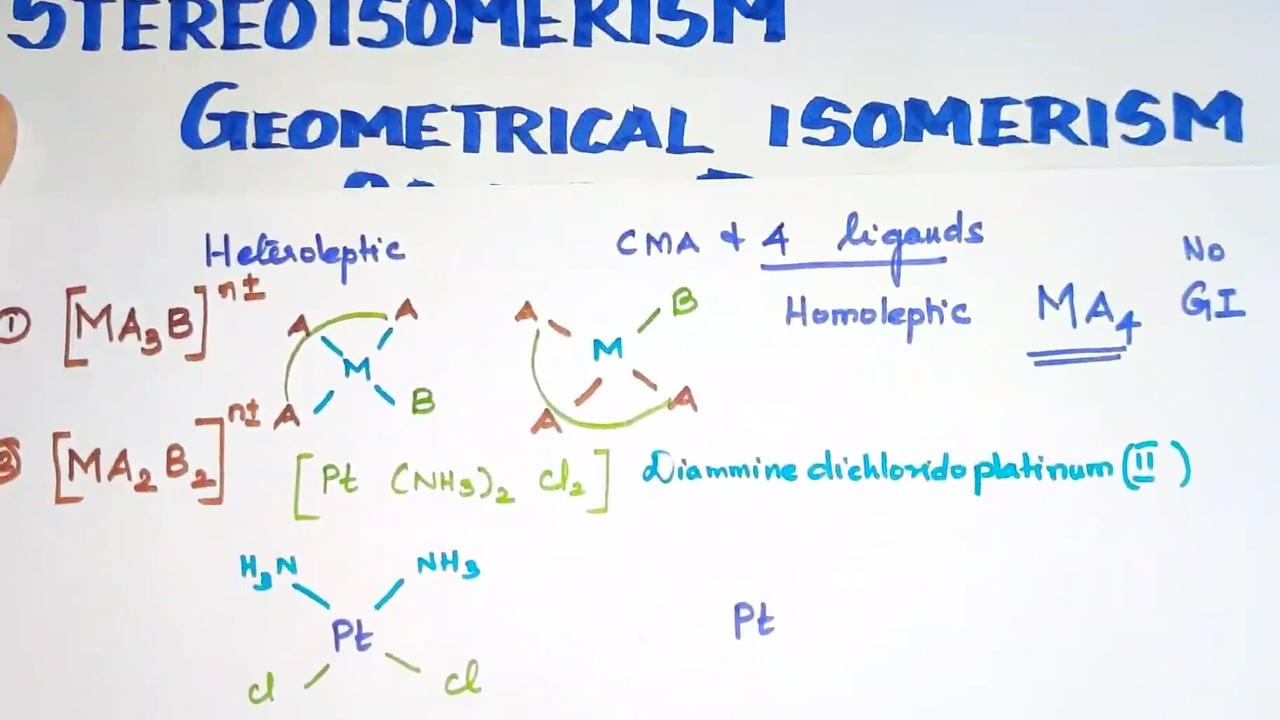 STEREOISOMERISM
GEOMETRICAL ISOMERISM
Heteroleptic
CMA & 4 ligands
No
GI
Homoleptic MA₄
① [MA₃B]ⁿ±
A A
M
A B
A B
M
A A
② [MA₂B₂]ⁿ±
[Pt (NH₃)₂ Cl₂] Diammine dichlorido platinum (II)
H₃N NH₃
Pt
Cl Cl
Pt